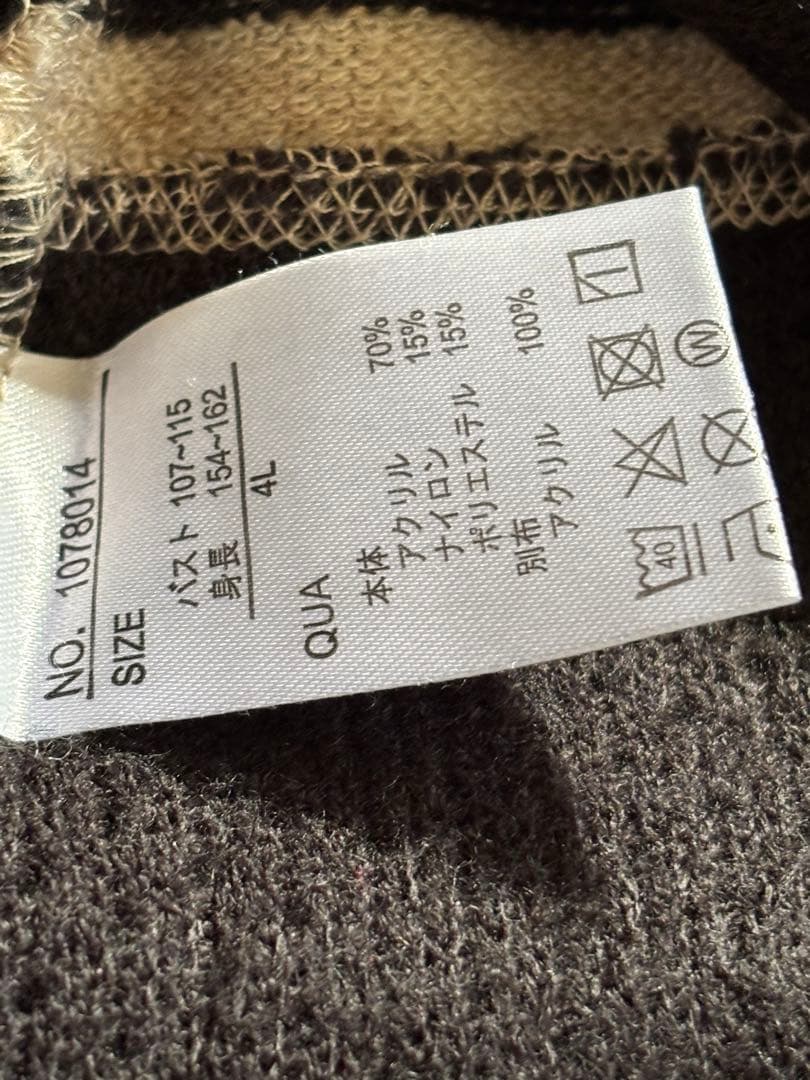 NO. 1078014
SIZE
バスト 107~115
身長 154~162
4L
QUA
本体
アクリル 70%
ナイロン 15%
ポリエステル 15%
別布
アクリル 100%
40
W